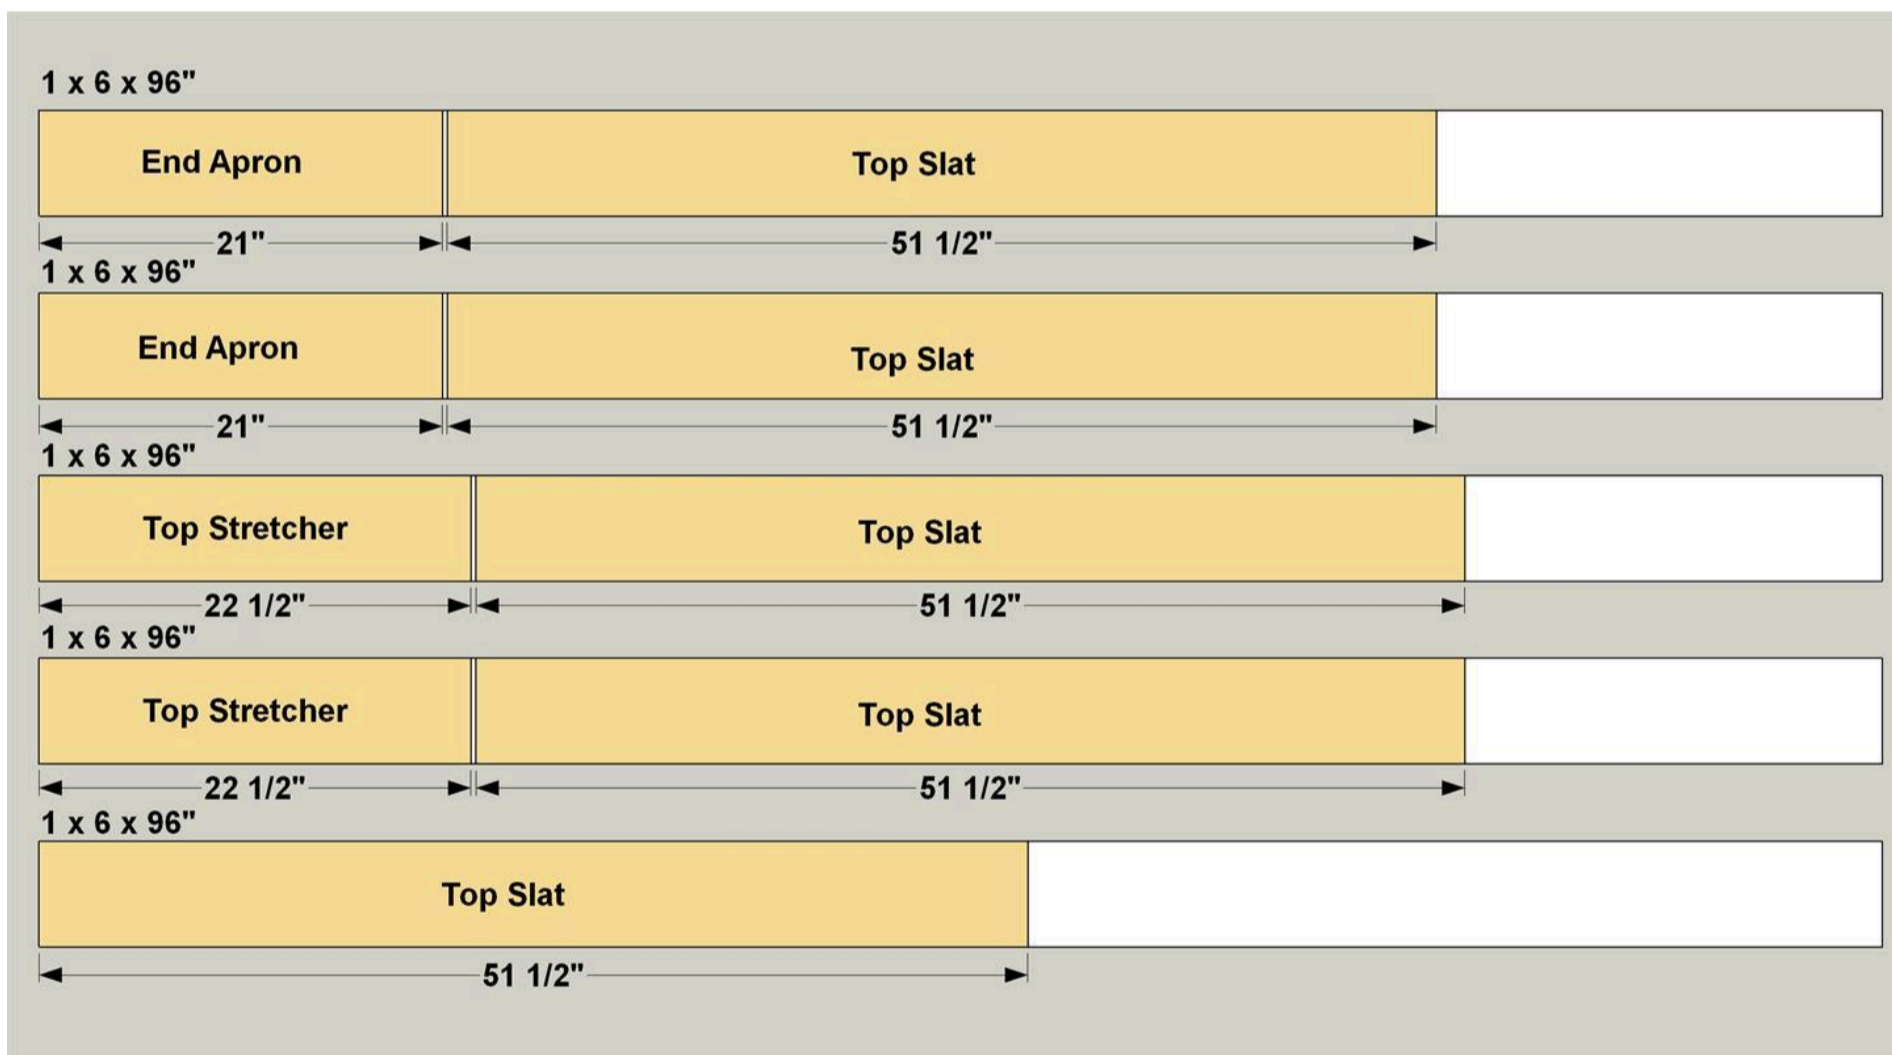 1 x 6 x 96"
End Apron Top Slat
21" 51 1/2"
1 x 6 x 96"
End Apron Top Slat
21" 51 1/2"
1 x 6 x 96"
Top Stretcher Top Slat
22 1/2" 51 1/2"
1 x 6 x 96"
Top Stretcher Top Slat
22 1/2" 51 1/2"
1 x 6 x 96"
Top Slat
51 1/2"